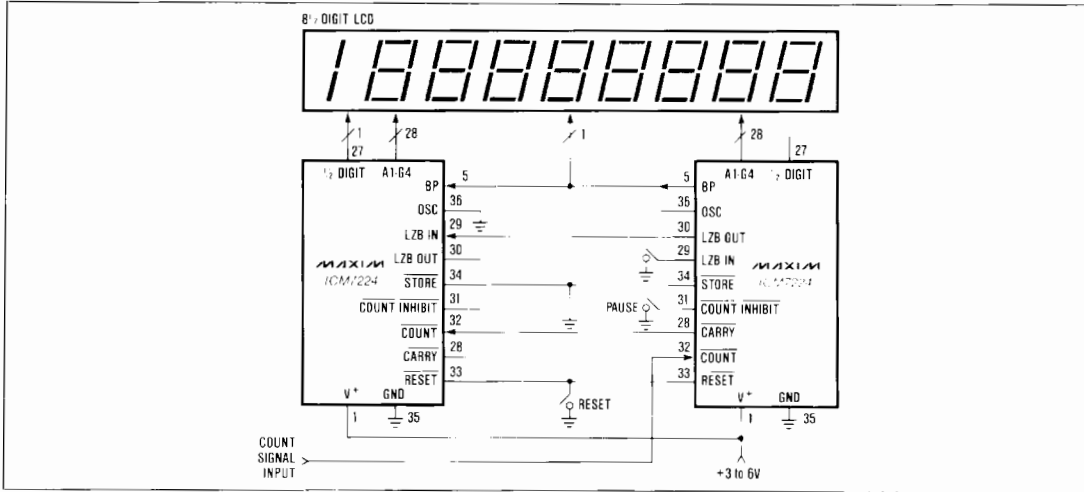 8½ DIGIT LCD
1
28
1
28
27
27
½ DIGIT
A1-G4
A1-G4
½ DIGIT
BP
5
5
BP
OSC
36
36
OSC
LZB IN
29
30
LZB OUT
LZB OUT
30
29
LZB IN
MAXIM
ICM7224
MAXIM
ICM7224
STORE
34
34
STORE
COUNT INHIBIT
31
PAUSE
31
COUNT INHIBIT
COUNT
32
28
CARRY
CARRY
28
32
COUNT
RESET
33
RESET
33
RESET
V+
GND
V+
GND
1
35
1
35
COUNT
SIGNAL
INPUT
+3 to 6V